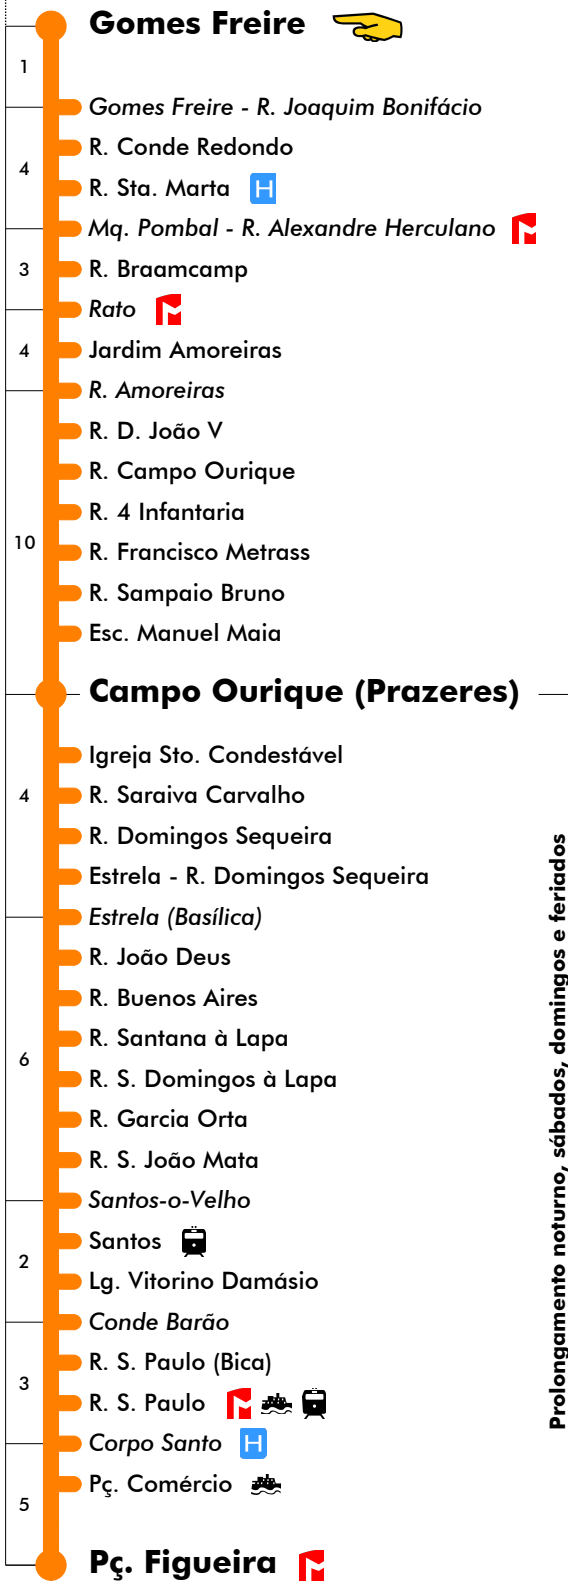 Gomes Freire
1
Gomes Freire - R. Joaquim Bonifácio
R. Conde Redondo
4
R. Sta. Marta H
Mq. Pombal - R. Alexandre Herculano
3
R. Braamcamp
Rato
4
Jardim Amoreiras
R. Amoreiras
R. D. João V
R. Campo Ourique
R. 4 Infantaria
10
R. Francisco Metrass
R. Sampaio Bruno
Esc. Manuel Maia
Campo Ourique (Prazeres)
Igreja Sto. Condestável
4
R. Saraiva Carvalho
R. Domingos Sequeira
Estrela - R. Domingos Sequeira
Estrela (Basílica)
R. João Deus
R. Buenos Aires
R. Santana à Lapa
6
R. S. Domingos à Lapa
R. Garcia Orta
R. S. João Mata
Santos-o-Velho
Santos
2
Lg. Vitorino Damásio
Conde Barão
R. S. Paulo (Bica)
3
R. S. Paulo
Corpo Santo H
Pç. Comércio
5
Pç. Figueira
Prolongamento noturno, sábados, domingos e feriados